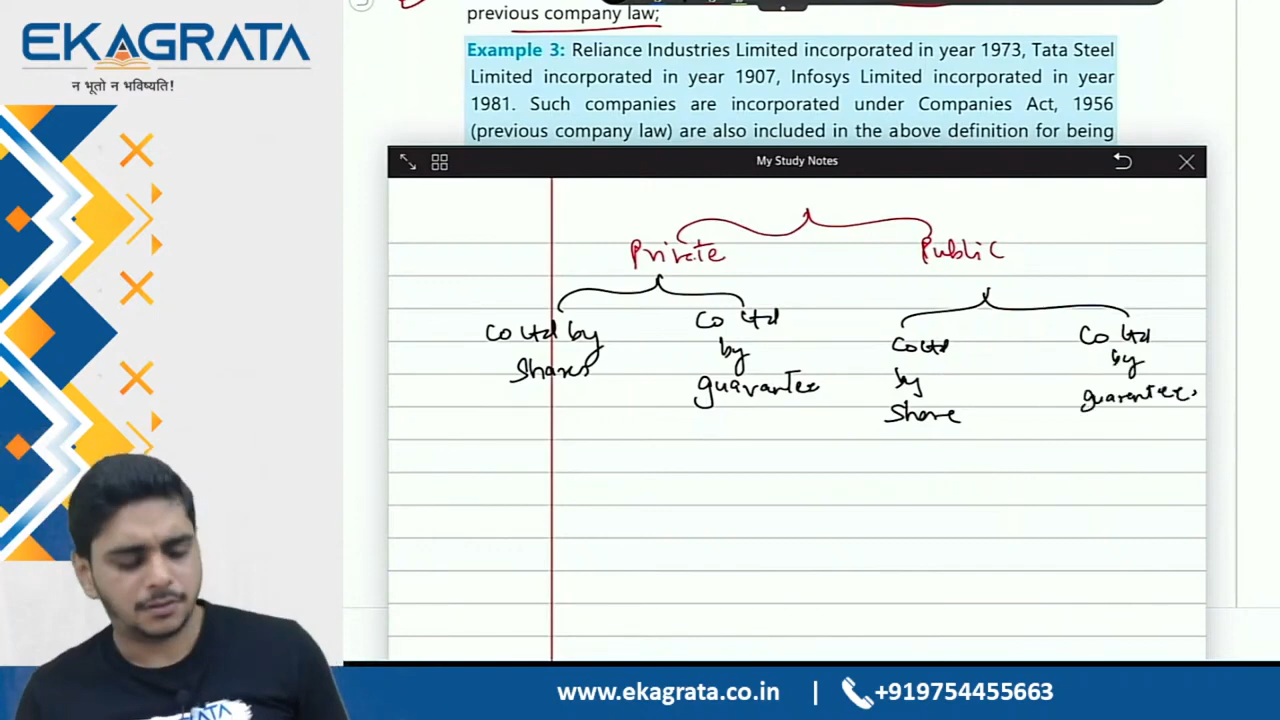 EKAGRATA
न भूतो न भविष्यति!
previous company law;
Example 3: Reliance Industries Limited incorporated in year 1973, Tata Steel
Limited incorporated in year 1907, Infosys Limited incorporated in year
1981. Such companies are incorporated under Companies Act, 1956
(previous company law) are also included in the above definition for being
My Study Notes
Private
Public
Co Ltd by
Shares
Co Ltd
by
guarantee
Co Ltd
by
Share
Co Ltd
by
guarentee.
RATA
www.ekagrata.co.in | +919754455663